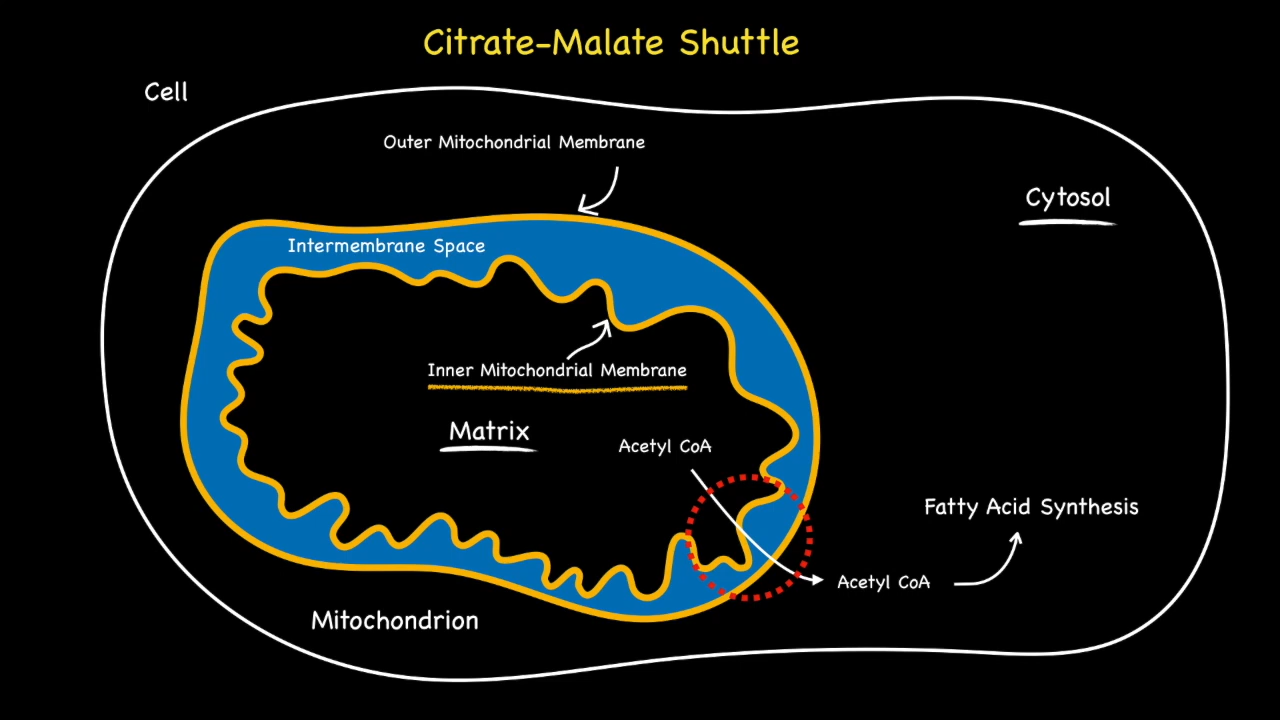 Citrate-Malate Shuttle
Cell
Outer Mitochondrial Membrane
Cytosol
Intermembrane Space
Inner Mitochondrial Membrane
Matrix
Acetyl CoA
Fatty Acid Synthesis
Acetyl CoA
Mitochondrion